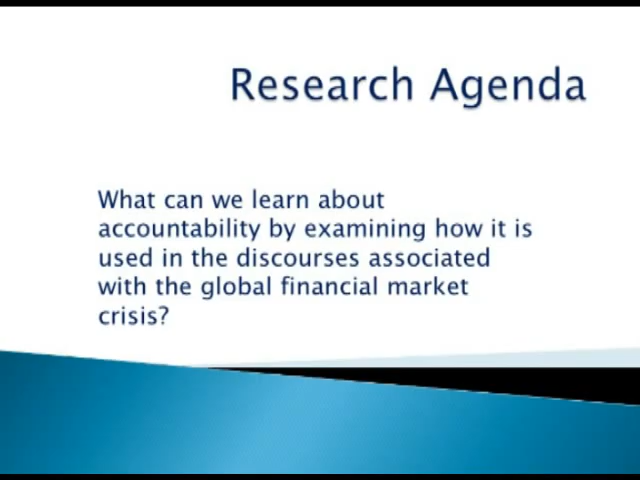 Research Agenda
What can we learn about
accountability by examining how it is
used in the discourses associated
with the global financial market
crisis?